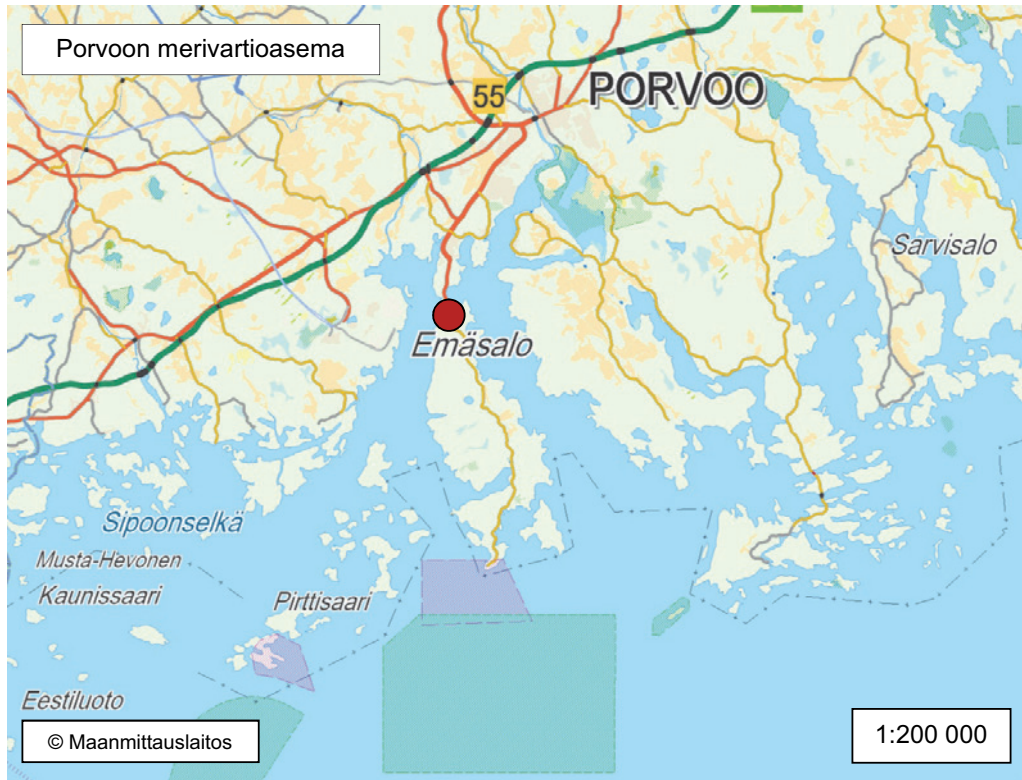 Porvoon merivartioasema
55
PORVOO
Sarvisalo
Emäsalo
Sipoonselkä
Musta-Hevonen
Kaunissaari
Pirttisaari
Eestiluoto
© Maanmittauslaitos
1:200 000